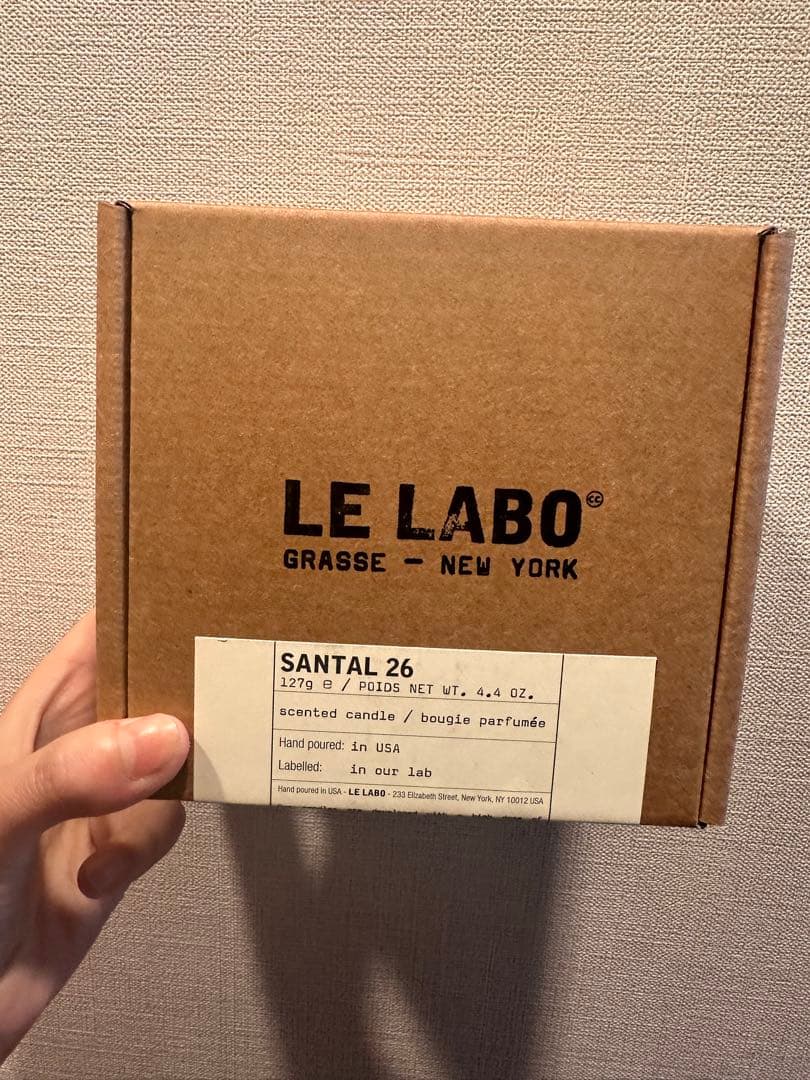 LE LABO
GRASSE – NEW YORK
SANTAL 26
127g ℮ / POIDS NET WT. 4.4 OZ.
scented candle / bougie parfumée
Hand poured: in USA
Labelled: in our lab
Hand poured in USA - LE LABO - 233 Elizabeth Street, New York, NY 10012 USA